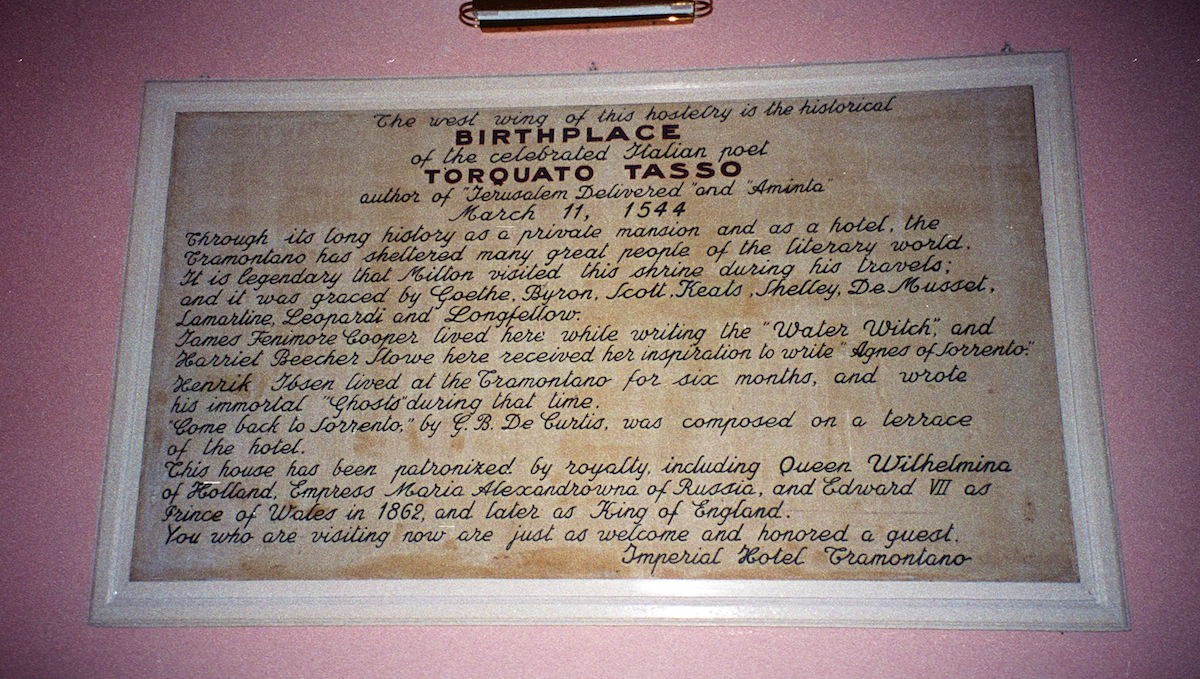 The west wing of this hostelry is the historical
BIRTHPLACE
of the celebrated Italian poet
TORQUATO TASSO
author of "Jerusalem Delivered" and "Aminta"
March 11, 1544
Through its long history as a private mansion and as a hotel, the
Tramontano has sheltered many great people of the literary world.
It is legendary that Milton visited this shrine during his travels;
and it was graced by Goethe, Byron, Scott, Keats, Shelley, De Musset,
Lamartine, Leopardi and Longfellow.
James Fenimore Cooper lived here while writing the "Water Witch", and
Harriet Beecher Stowe here received her inspiration to write "Agnes of Sorrento."
Henrik Ibsen lived at the Tramontano for six months, and wrote
his immortal "Ghosts" during that time.
"Come back to Sorrento," by G. B. De Curtis, was composed on a terrace
of the hotel.
This house has been patronized by royalty, including Queen Wilhelmina
of Holland, Empress Maria Alexandrowna of Russia, and Edward VII as
Prince of Wales in 1862, and later as King of England.
You who are visiting now are just as welcome and honored a guest.
Imperial Hotel Tramontano